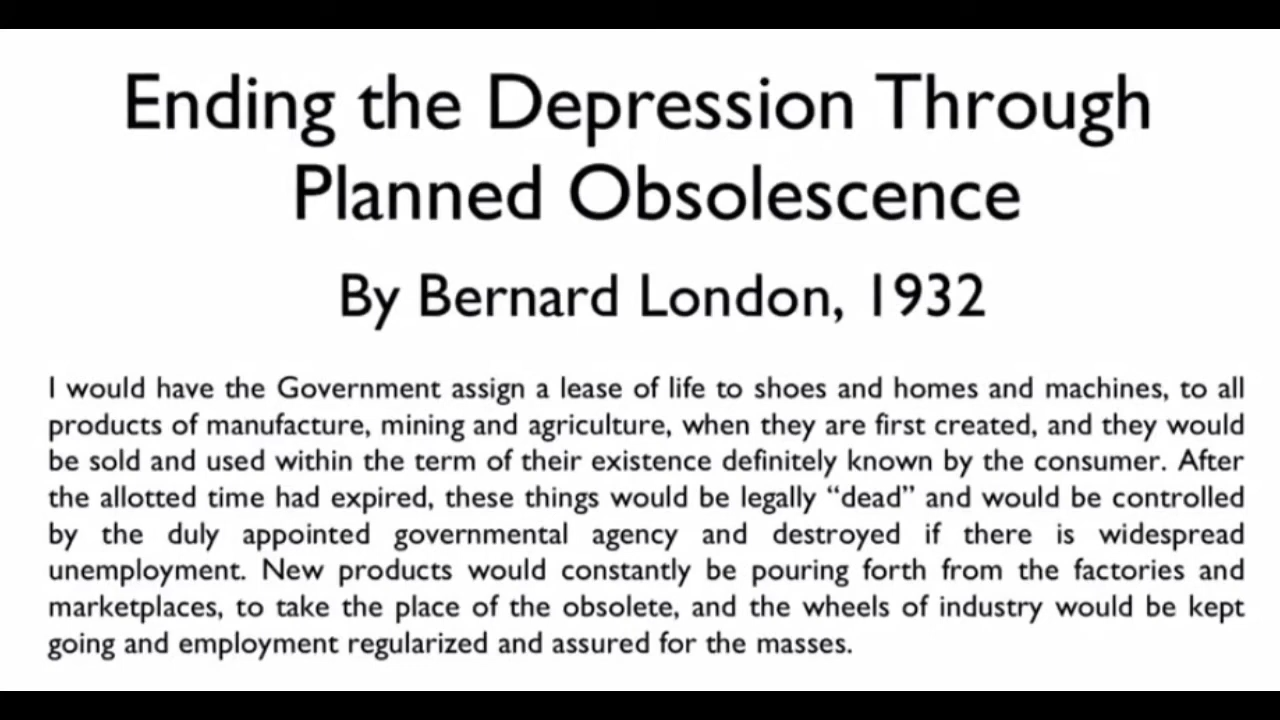 Ending the Depression Through
Planned Obsolescence
By Bernard London, 1932
I would have the Government assign a lease of life to shoes and homes and machines, to all
products of manufacture, mining and agriculture, when they are first created, and they would
be sold and used within the term of their existence definitely known by the consumer. After
the allotted time had expired, these things would be legally “dead” and would be controlled
by the duly appointed governmental agency and destroyed if there is widespread
unemployment. New products would constantly be pouring forth from the factories and
marketplaces, to take the place of the obsolete, and the wheels of industry would be kept
going and employment regularized and assured for the masses.